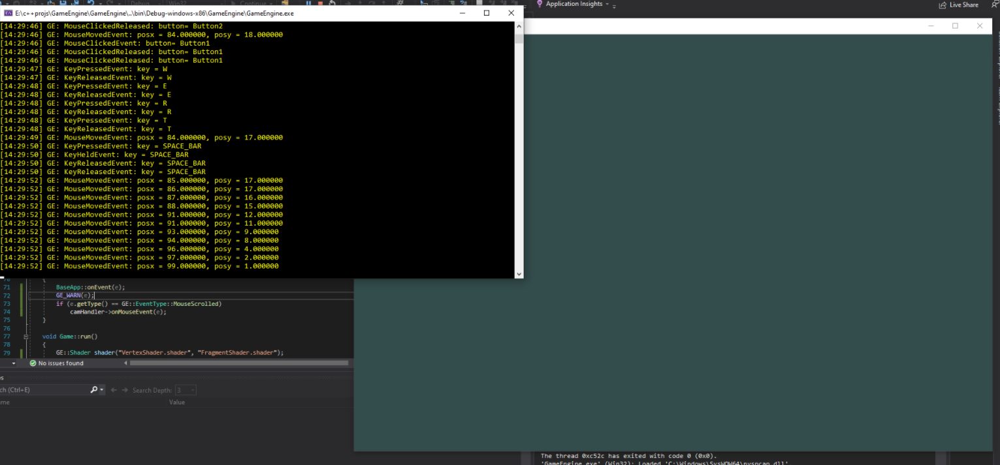 Debug
Win32
Continue
Application Insights
Live Share
E:\c++projs\GameEngine\GameEngine\..\bin\Debug-windows-x86\GameEngine\GameEngine.exe
[14:29:46] GE: MouseClickedReleased: button= Button2
[14:29:46] GE: MouseMovedEvent: posx = 84.000000, posy = 18.000000
[14:29:46] GE: MouseClickedEvent: button= Button1
[14:29:46] GE: MouseClickedReleased: button= Button1
[14:29:46] GE: MouseClickedReleased: button= Button1
[14:29:47] GE: KeyPressedEvent: key = W
[14:29:47] GE: KeyReleasedEvent: key = W
[14:29:48] GE: KeyPressedEvent: key = E
[14:29:48] GE: KeyReleasedEvent: key = E
[14:29:48] GE: KeyPressedEvent: key = R
[14:29:48] GE: KeyReleasedEvent: key = R
[14:29:48] GE: KeyPressedEvent: key = T
[14:29:48] GE: KeyReleasedEvent: key = T
[14:29:49] GE: MouseMovedEvent: posx = 84.000000, posy = 17.000000
[14:29:50] GE: KeyPressedEvent: key = SPACE_BAR
[14:29:50] GE: KeyHeldEvent: key = SPACE_BAR
[14:29:50] GE: KeyReleasedEvent: key = SPACE_BAR
[14:29:50] GE: KeyReleasedEvent: key = SPACE_BAR
[14:29:52] GE: MouseMovedEvent: posx = 85.000000, posy = 17.000000
[14:29:52] GE: MouseMovedEvent: posx = 86.000000, posy = 17.000000
[14:29:52] GE: MouseMovedEvent: posx = 87.000000, posy = 16.000000
[14:29:52] GE: MouseMovedEvent: posx = 88.000000, posy = 15.000000
[14:29:52] GE: MouseMovedEvent: posx = 91.000000, posy = 12.000000
[14:29:52] GE: MouseMovedEvent: posx = 91.000000, posy = 11.000000
[14:29:52] GE: MouseMovedEvent: posx = 93.000000, posy = 9.000000
[14:29:52] GE: MouseMovedEvent: posx = 94.000000, posy = 8.000000
[14:29:52] GE: MouseMovedEvent: posx = 96.000000, posy = 4.000000
[14:29:52] GE: MouseMovedEvent: posx = 97.000000, posy = 2.000000
[14:29:52] GE: MouseMovedEvent: posx = 99.000000, posy = 1.000000
70 {
71 BaseApp::onEvent(e);
72 GE_WARN(e);
73 if (e.getType() == GE::EventType::MouseScrolled)
74 camHandler->onMouseEvent(e);
75 }
76
77 void Game::run()
78 {
79 GE::Shader shader("VertexShader.shader", "FragmentShader.shader");
No issues found
ch (Ctrl+E)
Search Depth: 3
Value
The thread 0xc52c has exited with code 0 (0x0).
'GameEngine.exe' (Win32): Loaded 'C:\Windows\SysWOW64\nvspcap.dll'